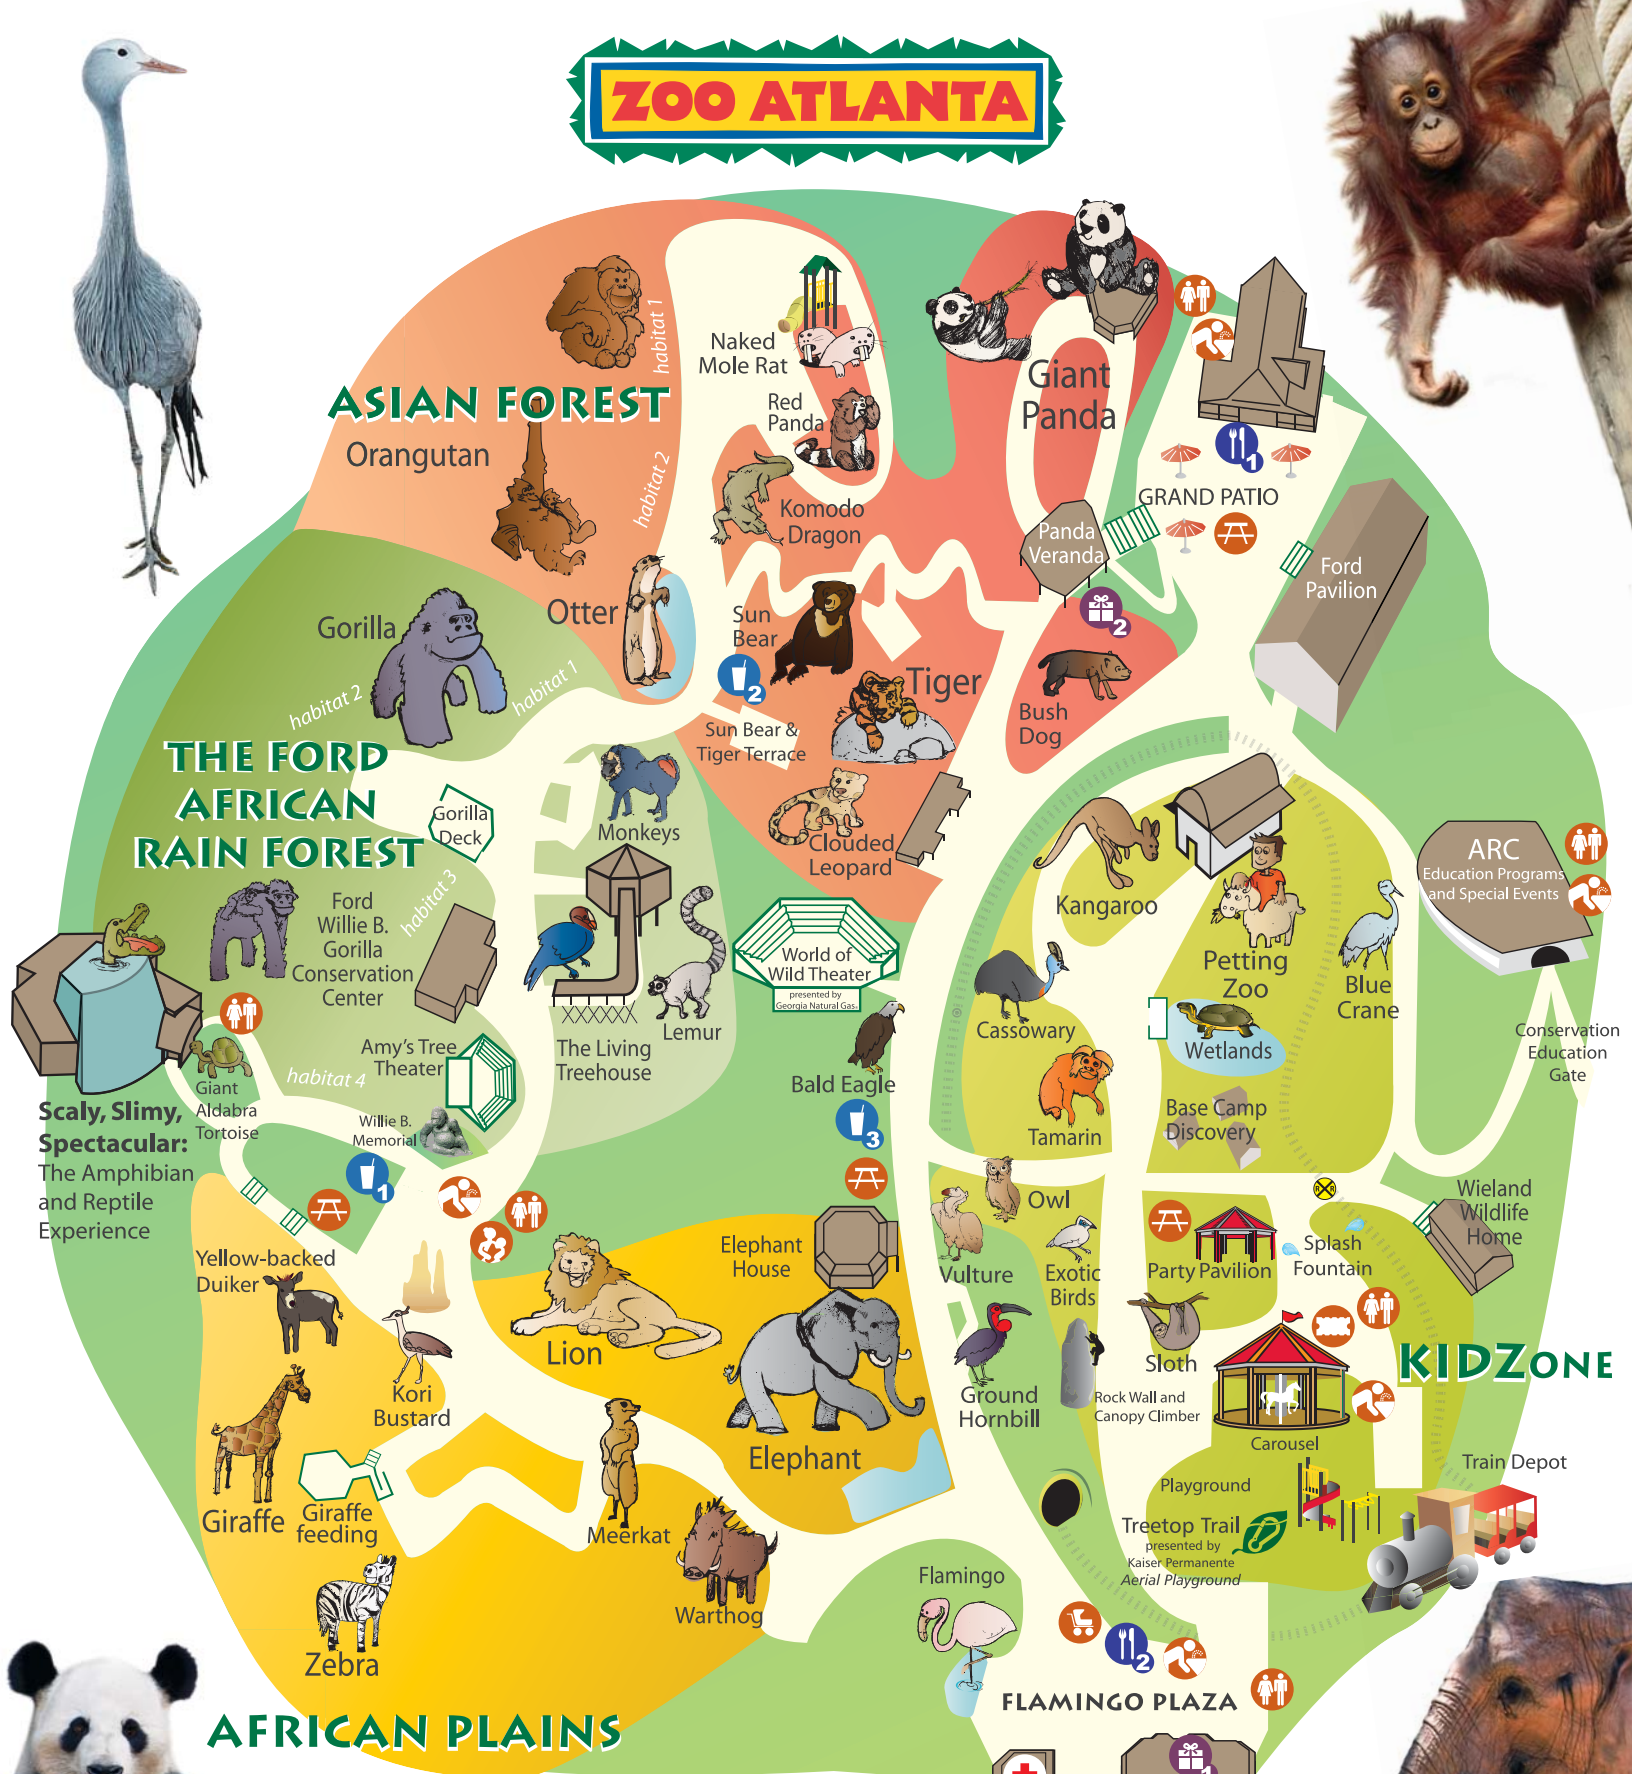 ZOO ATLANTA
habitat 1
ASIAN FOREST
Orangutan
habitat 2
Naked
Mole Rat
Red
Panda
Komodo
Dragon
Giant
Panda
1
GRAND PATIO
Panda
Veranda
2
Ford
Pavilion
Otter
Sun
Bear
2
Sun Bear &
Tiger Terrace
Tiger
Bush
Dog
Clouded
Leopard
Gorilla
habitat 2
habitat 1
THE FORD
AFRICAN
RAIN FOREST
Gorilla
Deck
Monkeys
habitat 3
Ford
Willie B.
Gorilla
Conservation
Center
Amy's Tree
Theater
The Living
Treehouse
Lemur
habitat 4
Willie B.
Memorial
Giant
Aldabra
Tortoise
Scaly, Slimy,
Spectacular:
The Amphibian
and Reptile
Experience
1
World of
Wild Theater
presented by
Georgia Natural Gas.
Bald Eagle
3
Kangaroo
Petting
Zoo
Blue
Crane
Cassowary
Wetlands
Tamarin
Base Camp
Discovery
ARC
Education Programs
and Special Events
Conservation
Education
Gate
Owl
Vulture
Exotic
Birds
Party Pavilion
R R
Splash
Fountain
Wieland
Wildlife
Home
Ground
Hornbill
Sloth
Rock Wall and
Canopy Climber
Carousel
KIDZONE
Train Depot
Playground
Treetop Trail
presented by
Kaiser Permanente
Aerial Playground
Yellow-backed
Duiker
Kori
Bustard
Lion
Elephant
House
Elephant
Giraffe
Giraffe
feeding
Meerkat
Warthog
Zebra
AFRICAN PLAINS
Flamingo
2
FLAMINGO PLAZA
1